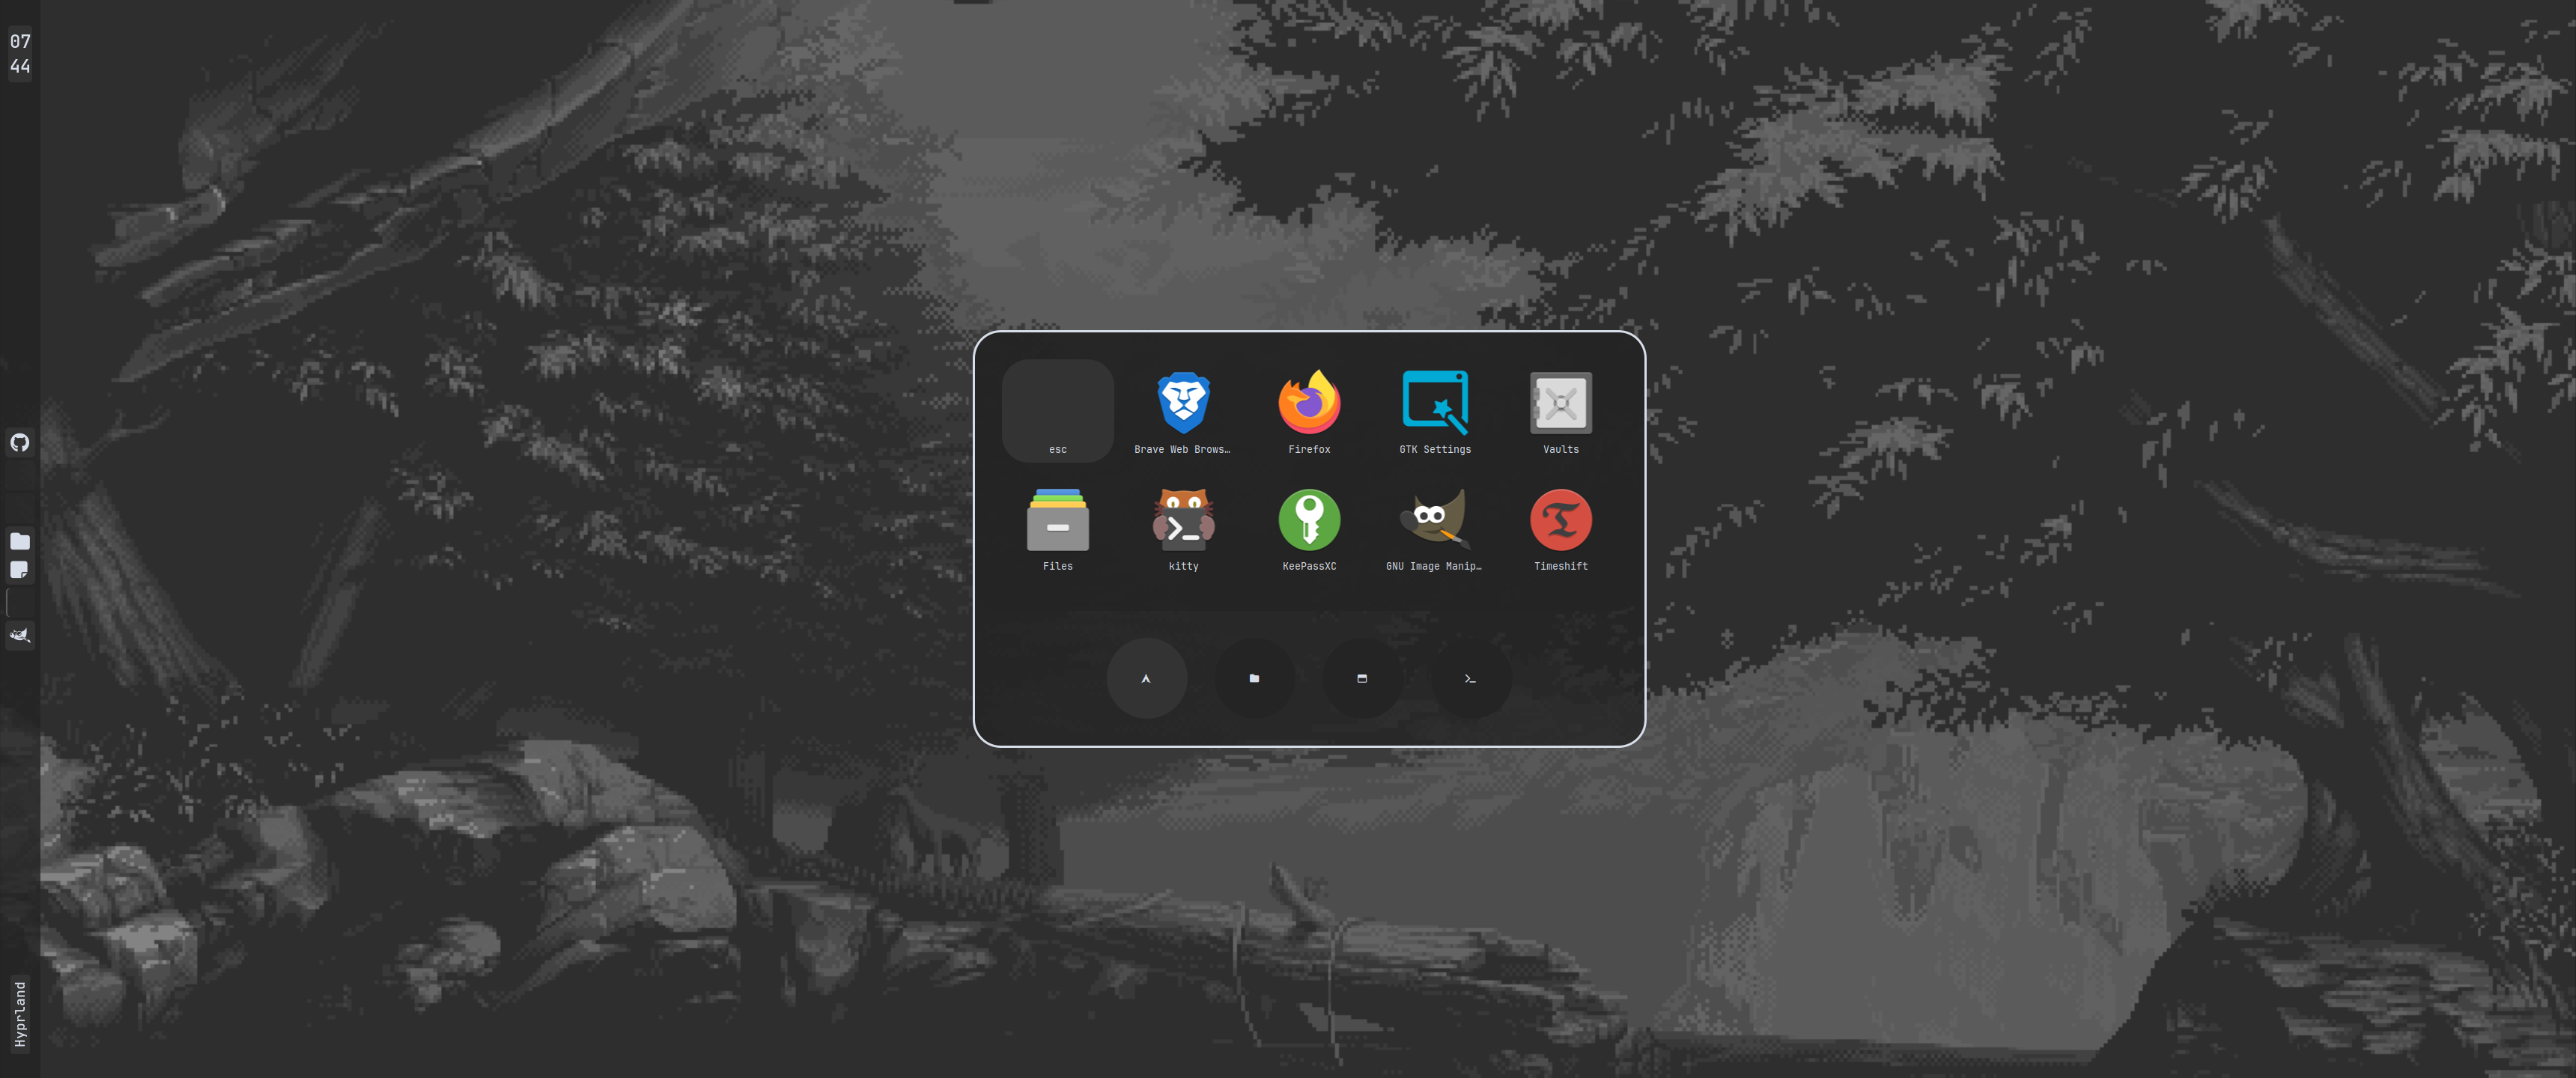 07
44
esc
Brave Web Brows…
Firefox
GTK Settings
Vaults
Files
kitty
KeePassXC
GNU Image Manip…
Timeshift
Hyprland